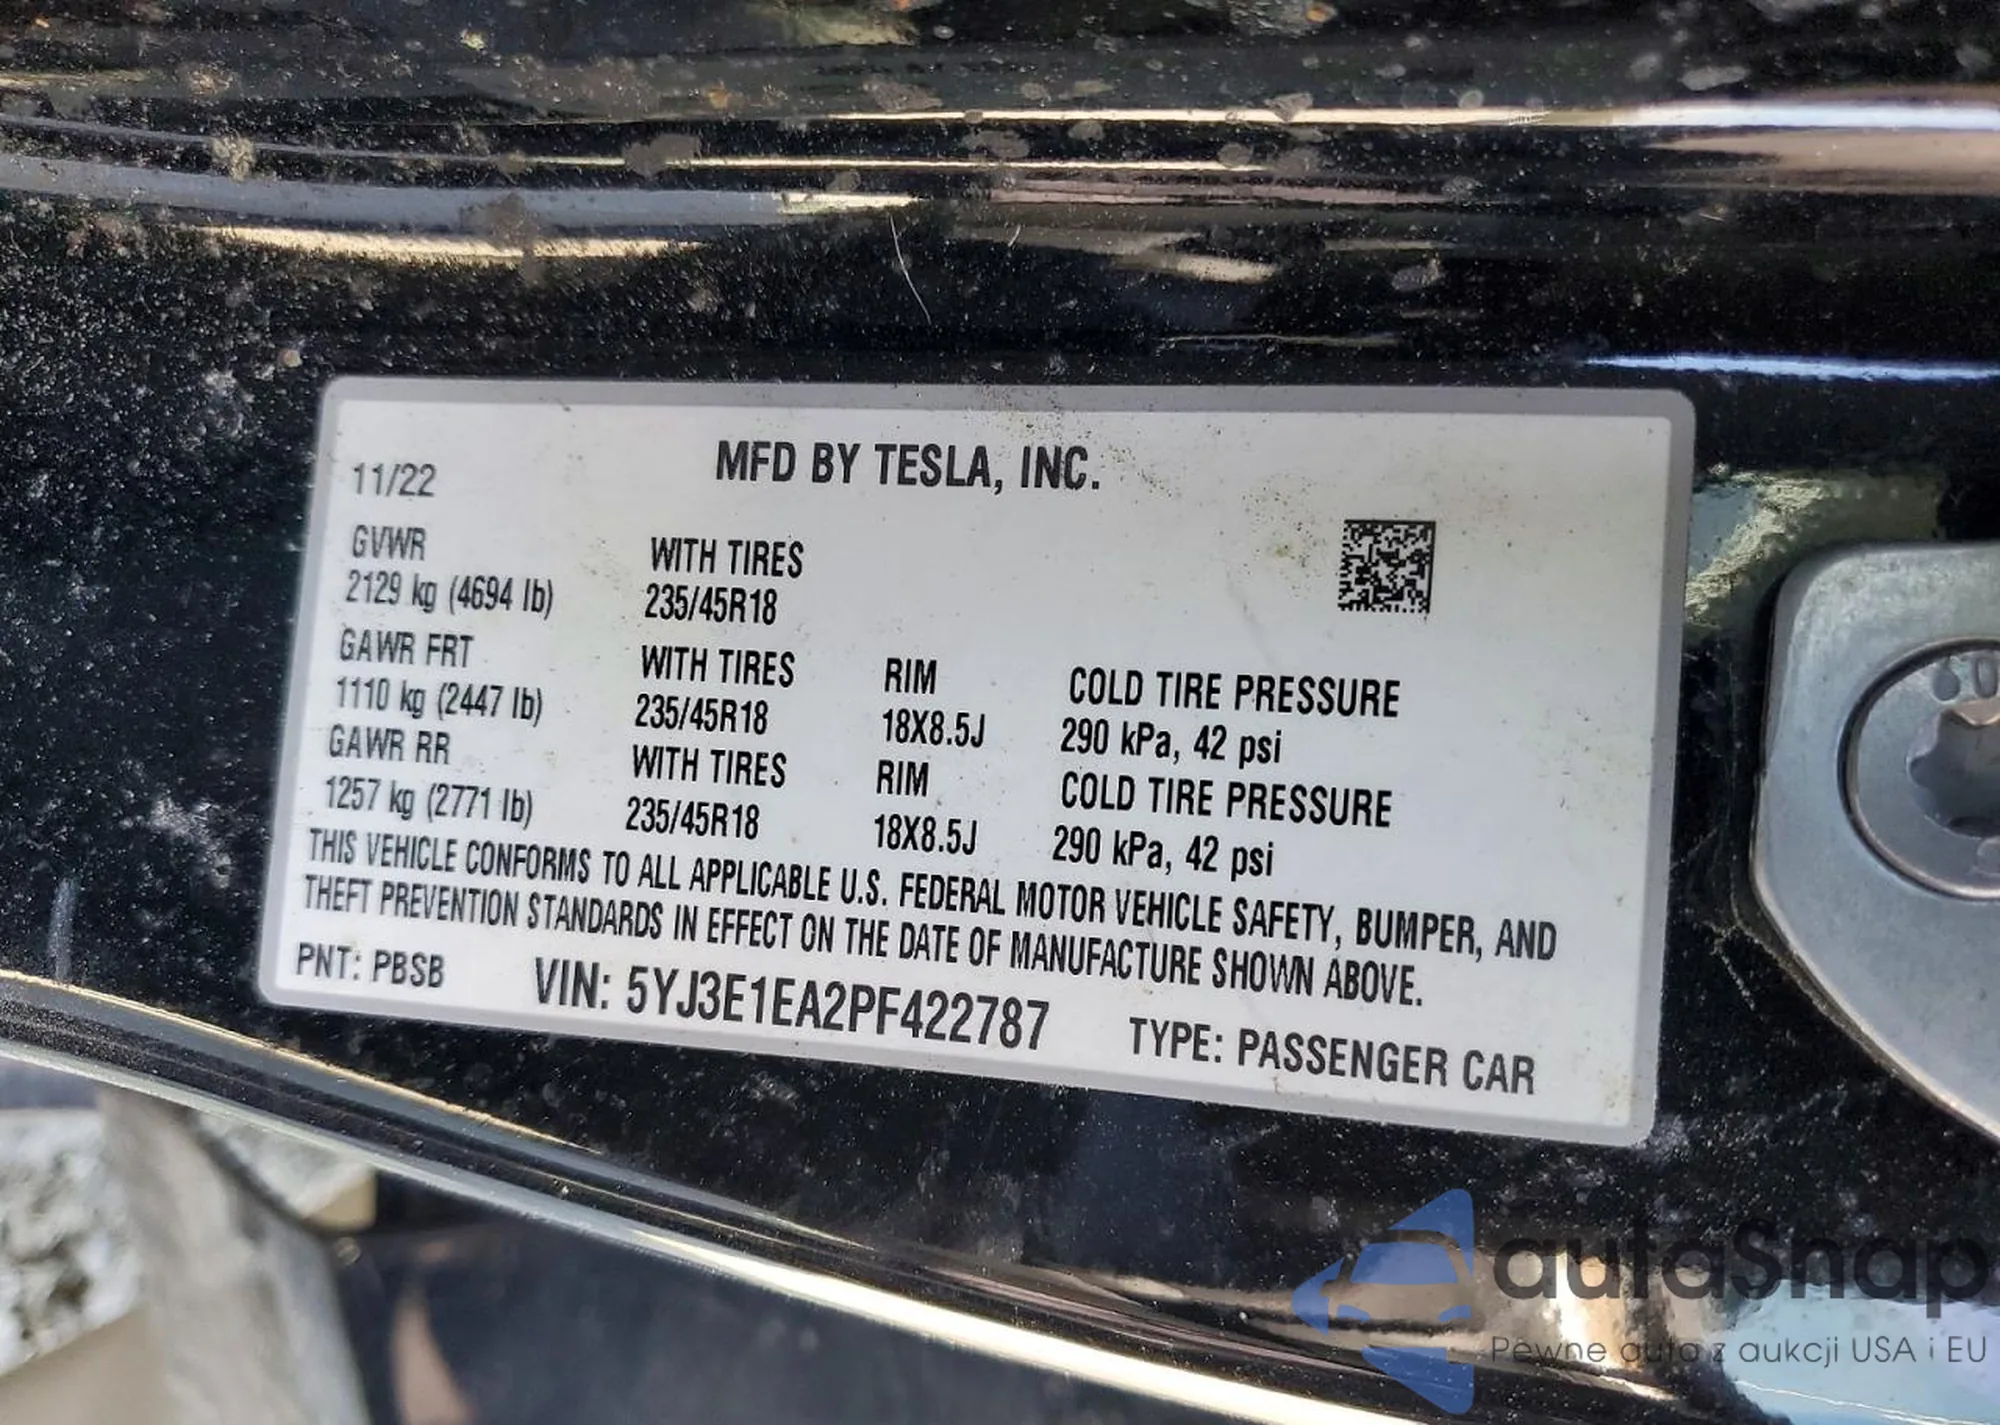 MFD BY TESLA, INC.
11/22
GVWR WITH TIRES
2129 kg (4694 lb) 235/45R18
GAWR FRT WITH TIRES RIM COLD TIRE PRESSURE
1110 kg (2447 lb) 235/45R18 18X8.5J 290 kPa, 42 psi
GAWR RR WITH TIRES RIM COLD TIRE PRESSURE
1257 kg (2771 lb) 235/45R18 18X8.5J 290 kPa, 42 psi
THIS VEHICLE CONFORMS TO ALL APPLICABLE U.S. FEDERAL MOTOR VEHICLE SAFETY, BUMPER, AND
THEFT PREVENTION STANDARDS IN EFFECT ON THE DATE OF MANUFACTURE SHOWN ABOVE.
PNT: PBSB VIN: 5YJ3E1EA2PF422787 TYPE: PASSENGER CAR
autaSnap
Pewne auta z aukcji USA i EU